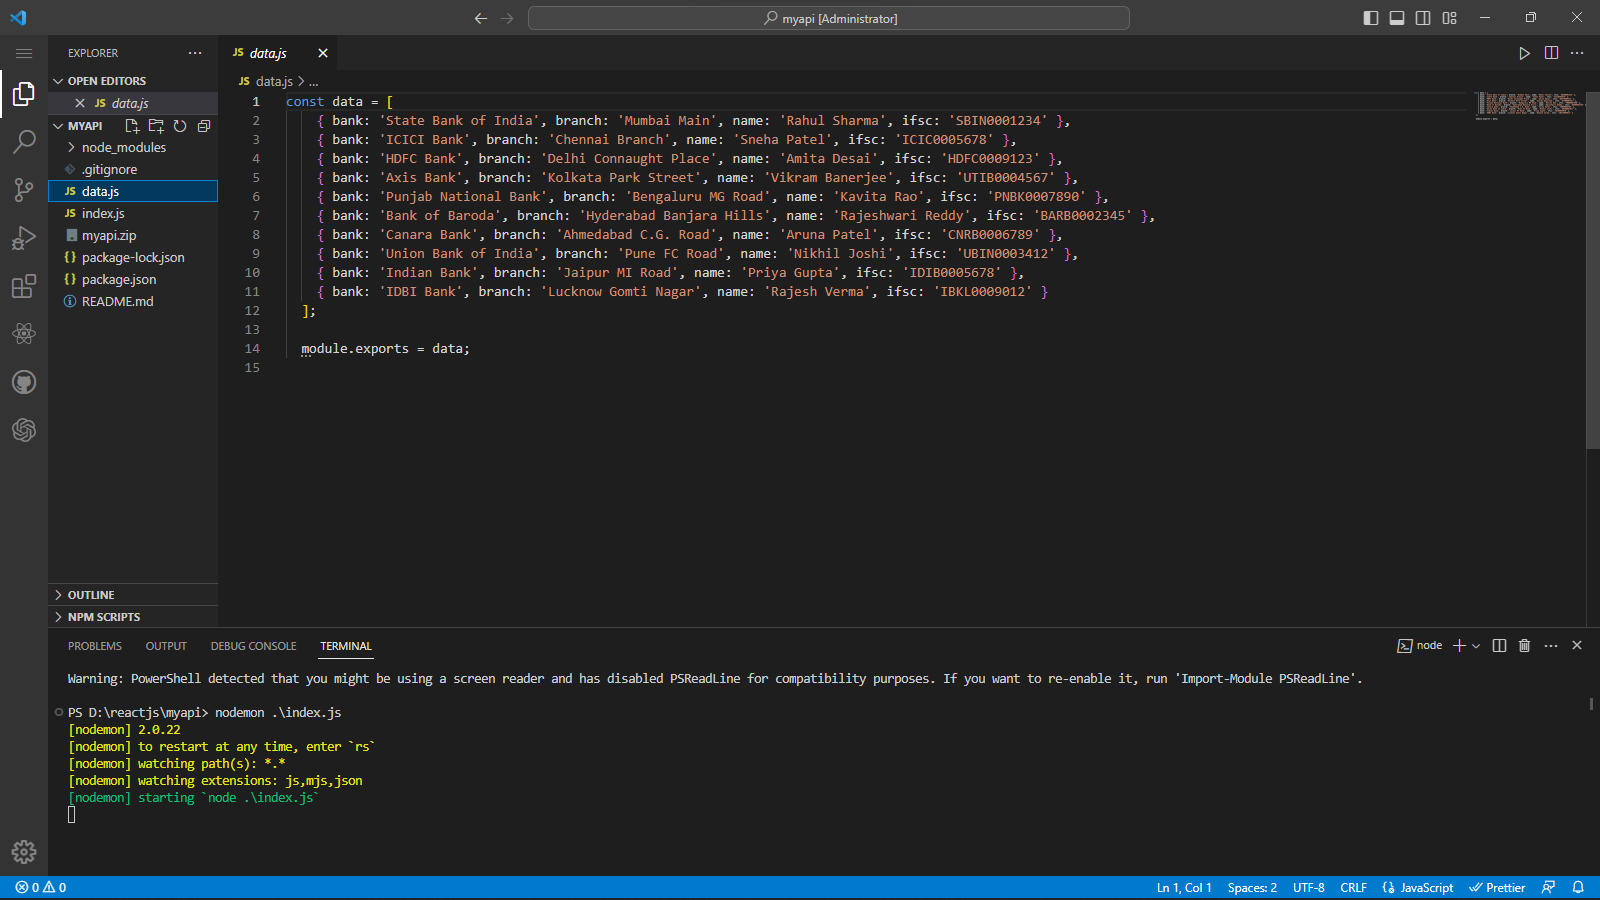 myapi [Administrator]
EXPLORER
OPEN EDITORS
JS data.js
MYAPI
node_modules
.gitignore
JS data.js
JS index.js
myapi.zip
{} package-lock.json
{} package.json
README.md
OUTLINE
NPM SCRIPTS
JS data.js
JS data.js > ...
1 const data = [
2 { bank: 'State Bank of India', branch: 'Mumbai Main', name: 'Rahul Sharma', ifsc: 'SBIN0001234' },
3 { bank: 'ICICI Bank', branch: 'Chennai Branch', name: 'Sneha Patel', ifsc: 'ICIC0005678' },
4 { bank: 'HDFC Bank', branch: 'Delhi Connaught Place', name: 'Amita Desai', ifsc: 'HDFC0009123' },
5 { bank: 'Axis Bank', branch: 'Kolkata Park Street', name: 'Vikram Banerjee', ifsc: 'UTIB0004567' },
6 { bank: 'Punjab National Bank', branch: 'Bengaluru MG Road', name: 'Kavita Rao', ifsc: 'PNBK0007890' },
7 { bank: 'Bank of Baroda', branch: 'Hyderabad Banjara Hills', name: 'Rajeshwari Reddy', ifsc: 'BARB0002345' },
8 { bank: 'Canara Bank', branch: 'Ahmedabad C.G. Road', name: 'Aruna Patel', ifsc: 'CNRB0006789' },
9 { bank: 'Union Bank of India', branch: 'Pune FC Road', name: 'Nikhil Joshi', ifsc: 'UBIN0003412' },
10 { bank: 'Indian Bank', branch: 'Jaipur MI Road', name: 'Priya Gupta', ifsc: 'IDIB0005678' },
11 { bank: 'IDBI Bank', branch: 'Lucknow Gomti Nagar', name: 'Rajesh Verma', ifsc: 'IBKL0009012' }
12 ];
13
14 module.exports = data;
15
PROBLEMS OUTPUT DEBUG CONSOLE TERMINAL
node
Warning: PowerShell detected that you might be using a screen reader and has disabled PSReadLine for compatibility purposes. If you want to re-enable it, run 'Import-Module PSReadLine'.
PS D:\reactjs\myapi> nodemon .\index.js
[nodemon] 2.0.22
[nodemon] to restart at any time, enter `rs`
[nodemon] watching path(s): *.*
[nodemon] watching extensions: js,mjs,json
[nodemon] starting `node .\index.js`
0 0
Ln 1, Col 1 Spaces: 2 UTF-8 CRLF JavaScript Prettier